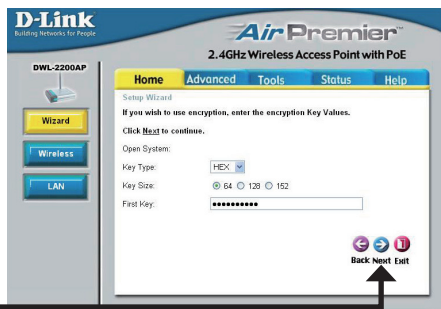 D-Link
Building Networks for People
Air Premier™
2.4GHz Wireless Access Point with PoE
DWL-2200AP
Home Advanced Tools Status Help
Setup Wizard
If you wish to use encryption, enter the encryption Key Values.
Click Next to continue.
Wizard
Open System:
Wireless
Key Type: HEX
Key Size: 64 128 152
LAN
First Key: ••••••••••
Back Next Exit